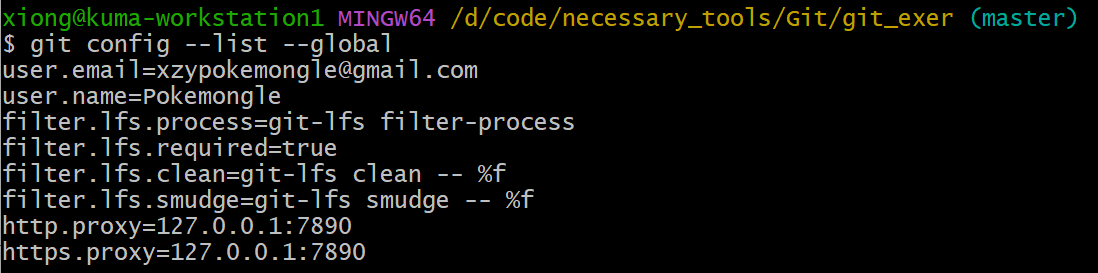 xiong@kuma-workstation1 MINGW64 /d/code/necessary_tools/Git/git_exer (master)
$ git config --list --global
user.email=xzypokemongle@gmail.com
user.name=Pokemongle
filter.lfs.process=git-lfs filter-process
filter.lfs.required=true
filter.lfs.clean=git-lfs clean -- %f
filter.lfs.smudge=git-lfs smudge -- %f
http.proxy=127.0.0.1:7890
https.proxy=127.0.0.1:7890